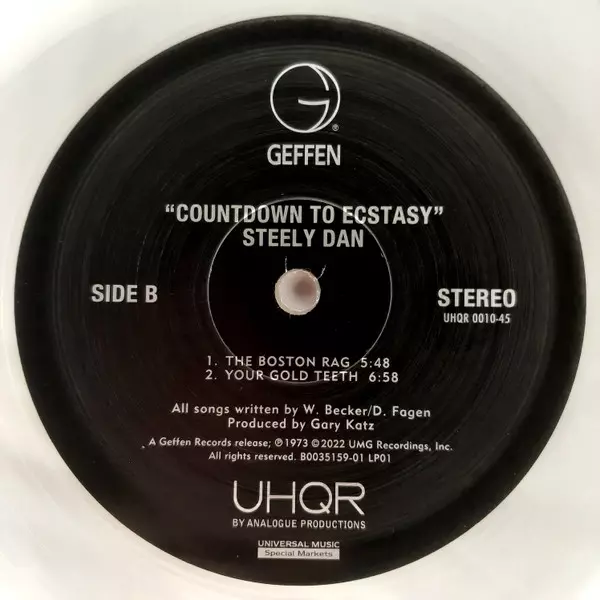 G
®
GEFFEN
"COUNTDOWN TO ECSTASY"
STEELY DAN
SIDE B
STEREO
UHQR 0010-45
1. THE BOSTON RAG 5:48
2. YOUR GOLD TEETH 6:58
All songs written by W. Becker/D. Fagen
Produced by Gary Katz
A Geffen Records release; ℗ 1973 © 2022 UMG Recordings, Inc.
All rights reserved. B0035159-01 LP01
UHQR
BY ANALOGUE PRODUCTIONS
UNIVERSAL MUSIC
Special Markets